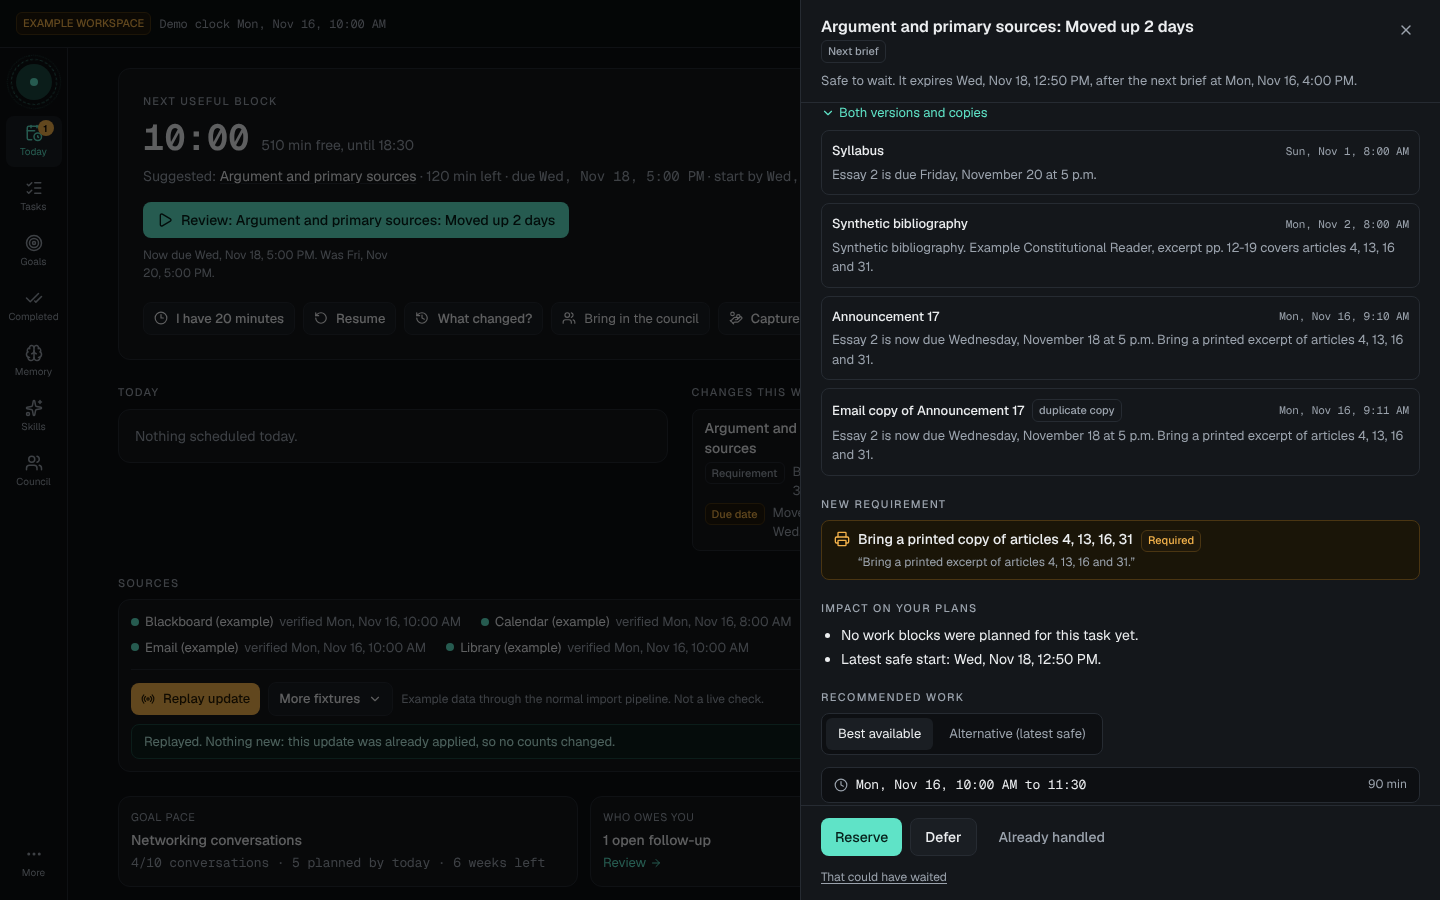 EXAMPLE WORKSPACE
Demo clock Mon, Nov 16, 10:00 AM
1
Today
Tasks
Goals
Completed
Memory
Skills
Council
More
NEXT USEFUL BLOCK
10:00 510 min free, until 18:30
Suggested: Argument and primary sources · 120 min left · due Wed, Nov 18, 5:00 PM · start by Wed,
Review: Argument and primary sources: Moved up 2 days
Now due Wed, Nov 18, 5:00 PM. Was Fri, Nov
20, 5:00 PM.
I have 20 minutes
Resume
What changed?
Bring in the council
Capture
TODAY
Nothing scheduled today.
CHANGES THIS W
Argument and
sources
Requirement B
3
Due date Move
Wed
SOURCES
Blackboard (example) verified Mon, Nov 16, 10:00 AM
Calendar (example) verified Mon, Nov 16, 8:00 AM
Email (example) verified Mon, Nov 16, 10:00 AM
Library (example) verified Mon, Nov 16, 10:00 AM
Replay update
More fixtures
Example data through the normal import pipeline. Not a live check.
Replayed. Nothing new: this update was already applied, so no counts changed.
GOAL PACE
Networking conversations
4/10 conversations · 5 planned by today · 6 weeks left
WHO OWES YOU
1 open follow-up
Review →
Argument and primary sources: Moved up 2 days
Next brief
Safe to wait. It expires Wed, Nov 18, 12:50 PM, after the next brief at Mon, Nov 16, 4:00 PM.
Both versions and copies
Syllabus Sun, Nov 1, 8:00 AM
Essay 2 is due Friday, November 20 at 5 p.m.
Synthetic bibliography Mon, Nov 2, 8:00 AM
Synthetic bibliography. Example Constitutional Reader, excerpt pp. 12-19 covers articles 4, 13, 16
and 31.
Announcement 17 Mon, Nov 16, 9:10 AM
Essay 2 is now due Wednesday, November 18 at 5 p.m. Bring a printed excerpt of articles 4, 13, 16
and 31.
Email copy of Announcement 17 duplicate copy Mon, Nov 16, 9:11 AM
Essay 2 is now due Wednesday, November 18 at 5 p.m. Bring a printed excerpt of articles 4, 13, 16
and 31.
NEW REQUIREMENT
Bring a printed copy of articles 4, 13, 16, 31 Required
“Bring a printed excerpt of articles 4, 13, 16 and 31.”
IMPACT ON YOUR PLANS
No work blocks were planned for this task yet.
Latest safe start: Wed, Nov 18, 12:50 PM.
RECOMMENDED WORK
Best available
Alternative (latest safe)
Mon, Nov 16, 10:00 AM to 11:30 90 min
Reserve
Defer
Already handled
That could have waited